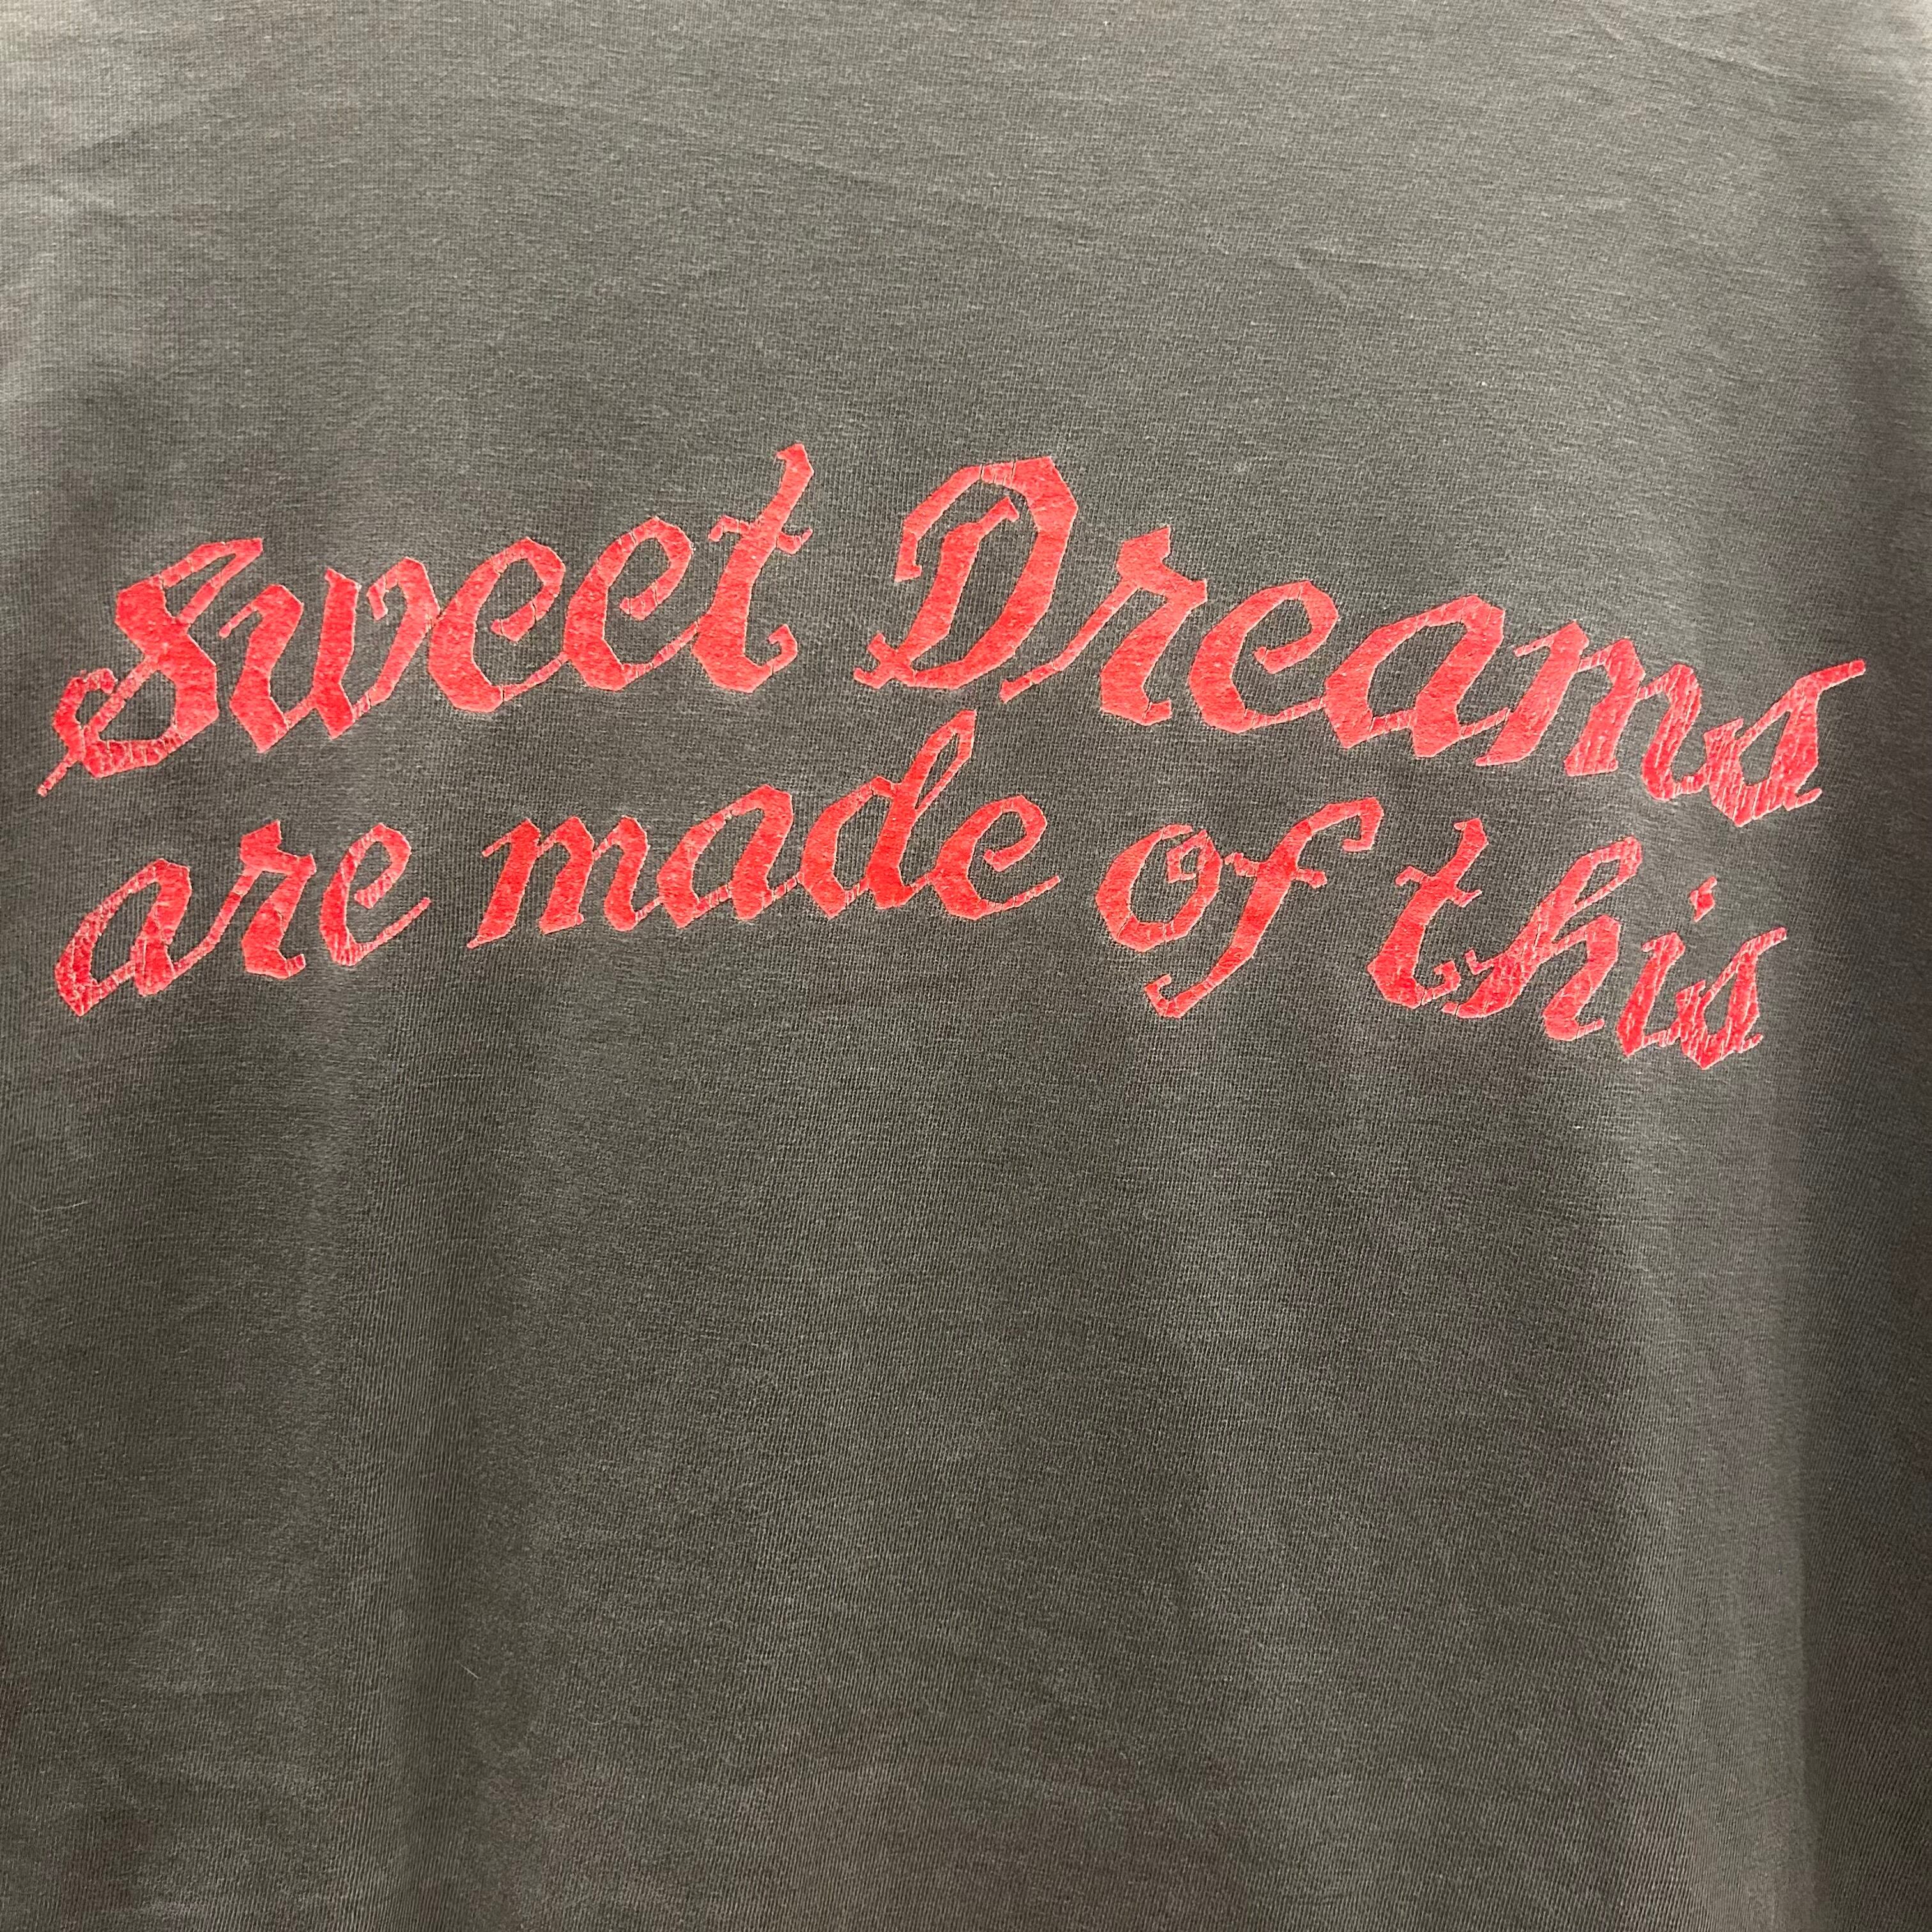 Sweet Dreams
are made of this